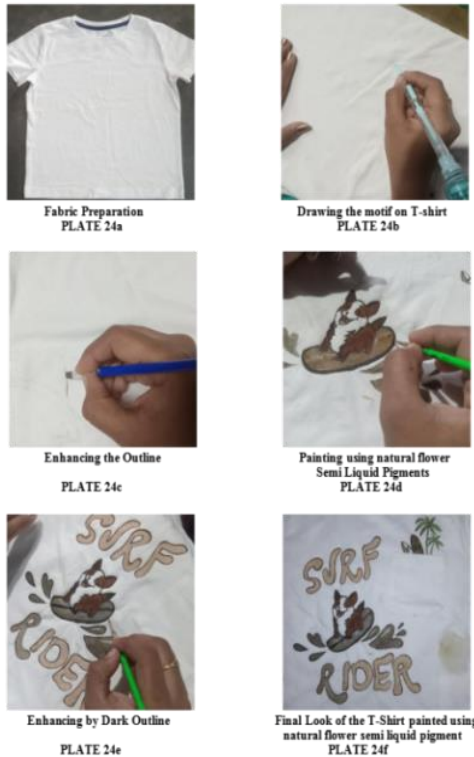 Fabric Preparation
PLATE 24a
Drawing the motif on T-shirt
PLATE 24b
Enhancing the Outline
PLATE 24c
Painting using natural flower
Semi Liquid Pigments
PLATE 24d
SURF
RIDER
Enhancing by Dark Outline
PLATE 24e
SURF
RIDER
Final Look of the T-Shirt painted using
natural flower semi liquid pigment
PLATE 24f